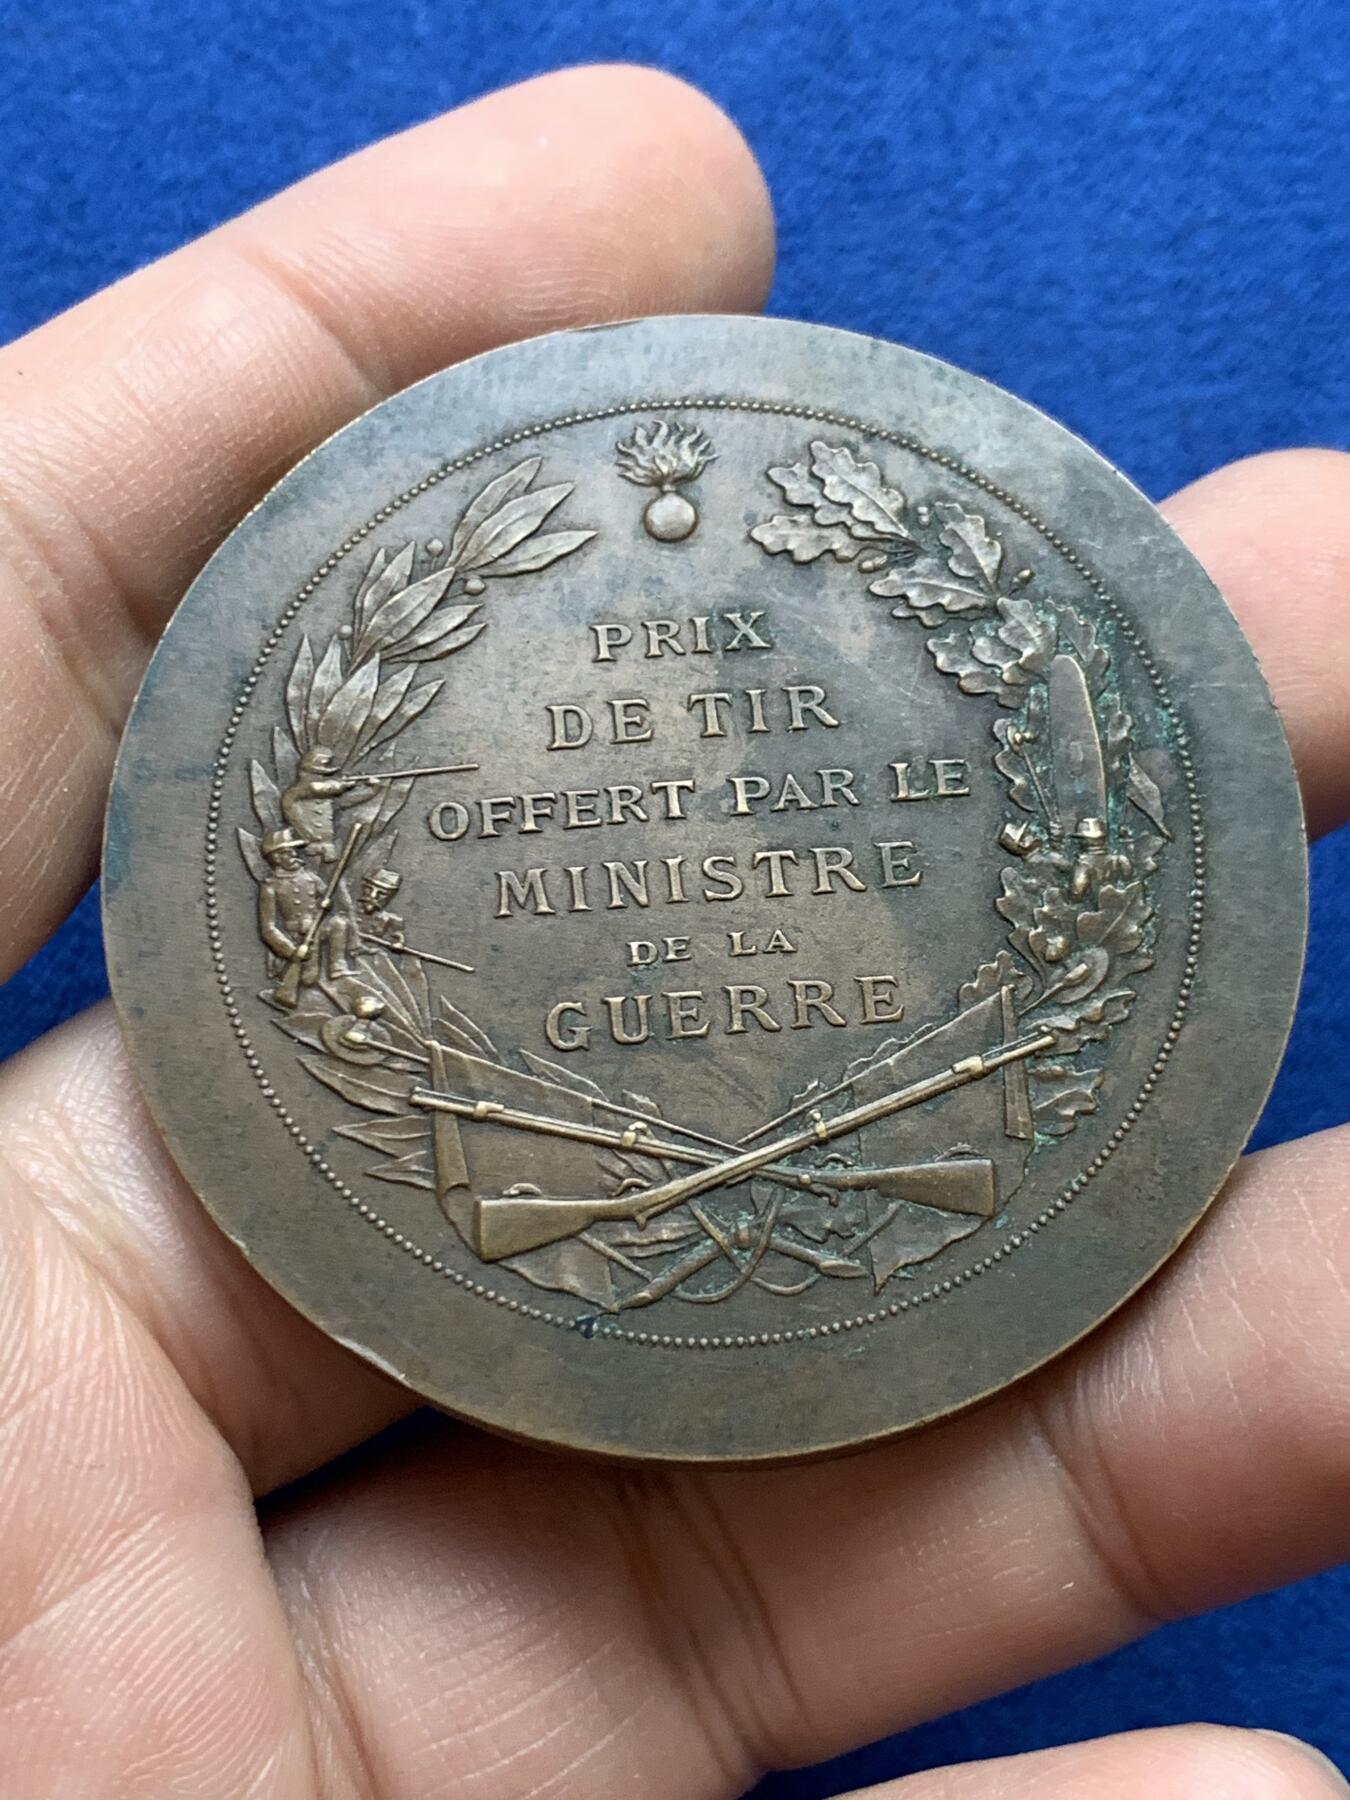 PRIX
DE TIR
OFFERT PAR LE
MINISTRE
DE LA
GUERRE